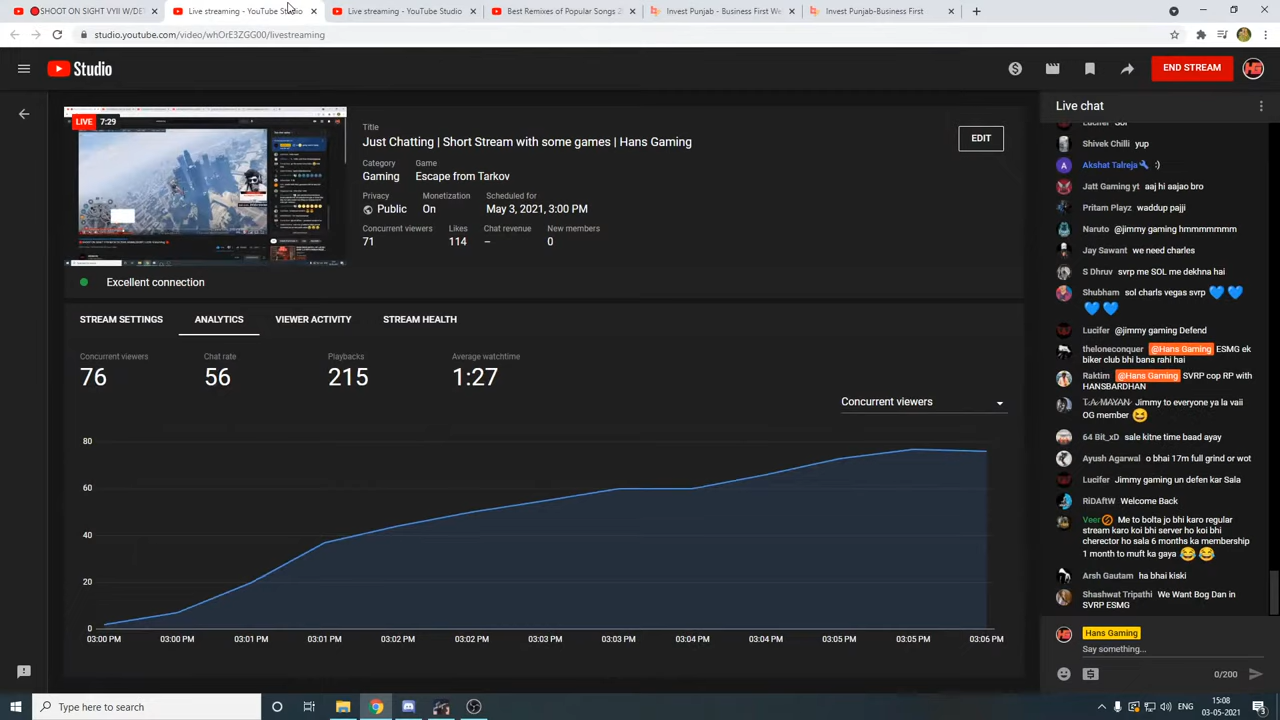 SHOOT ON SIGHT VYII W/DET
Live streaming - YouTube Studio
Live streaming - YouTube Studio
Best Remixes of Popular Songs 2
Invest Punjab - Business First We
Invest PunjabBusiness First
studio.youtube.com/video/whOrE3ZGG00/livestreaming
Studio
END STREAM
LIVE 7:29
Title
Just Chatting | Short Stream with some games | Hans Gaming
EDIT
Category Game
Gaming Escape from Tarkov
Privacy Scheduled for
Public On May 3, 2021, 3:00 PM
Concurrent viewers Likes Chat revenue New members
71 114 – 0
Excellent connection
STREAM SETTINGS ANALYTICS VIEWER ACTIVITY STREAM HEALTH
Concurrent viewers Chat rate Playbacks Average watchtime
76 56 215 1:27
Concurrent viewers
80
60
40
20
0
03:00 PM 03:00 PM 03:01 PM 03:01 PM 03:02 PM 03:02 PM 03:03 PM 03:03 PM 03:04 PM 03:04 PM 03:05 PM 03:05 PM 03:06 PM
Live chat
Shivek Chilli yup
Akshat Talreja
Jatt Gaming yt aaj hi aajao bro
Pritam Playz waiting
Naruto @jimmy gaming hmmmmmmm
Jay Sawant we need charles
S Dhruv svrp me SOL me dekhna hai
Shubham sol charls vegas svrp 💙 💙
💙 💙
Lucifer @jimmy gaming Defend
theloneconquer @Hans Gaming ESMG ek
biker club bhi bana rahi hai
Raktim @Hans Gaming SVRP cop RP with
HANSBARDHAN
T.A MAYAN Jimmy to everyone ya la vaii
OG member 😆
64 Bit_xD sale kitne time baad ayay
Ayush Agarwal o bhai 17m full grind or wot
Lucifer Jimmy gaming un defen kar Sala
RiDAftW Welcome Back
Veer Me to bolta jo bhi karo regular
stream karo koi bhi server ho koi bhi
cherector ho sala 6 months ka membership
1 month to muft ka gaya 😂 😂
Arsh Gautam ha bhai kiski
Shashwat Tripathi We Want Bog Dan in
SVRP ESMG
Hans Gaming
Say something...
0/200
Type here to search
ENG
15:08
03-05-2021
3